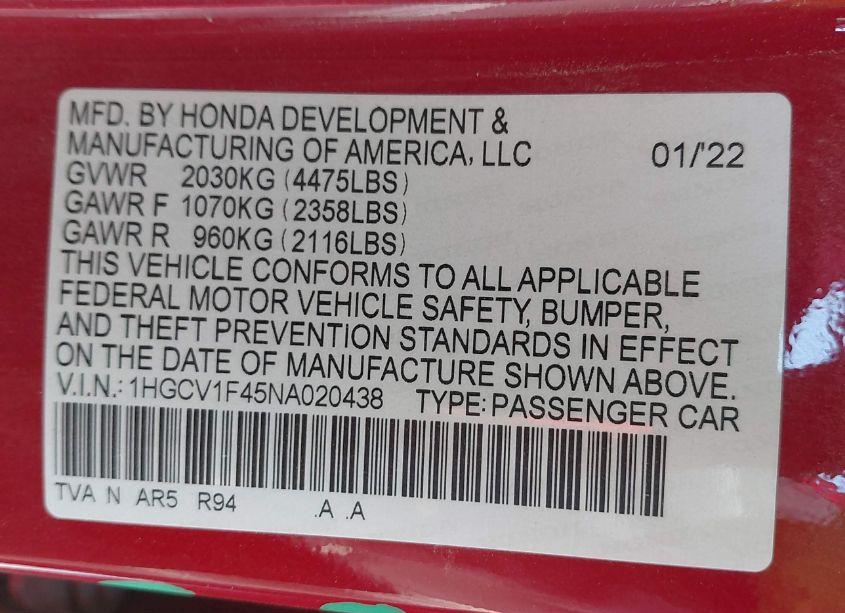 MFD. BY HONDA DEVELOPMENT &
MANUFACTURING OF AMERICA, LLC 01/'22
GVWR 2030KG (4475LBS)
GAWR F 1070KG (2358LBS)
GAWR R 960KG (2116LBS)
THIS VEHICLE CONFORMS TO ALL APPLICABLE
FEDERAL MOTOR VEHICLE SAFETY, BUMPER,
AND THEFT PREVENTION STANDARDS IN EFFECT
ON THE DATE OF MANUFACTURE SHOWN ABOVE.
V.I.N.: 1HGCV1F45NA020438 TYPE: PASSENGER CAR
TVA N AR5 R94 .A .A